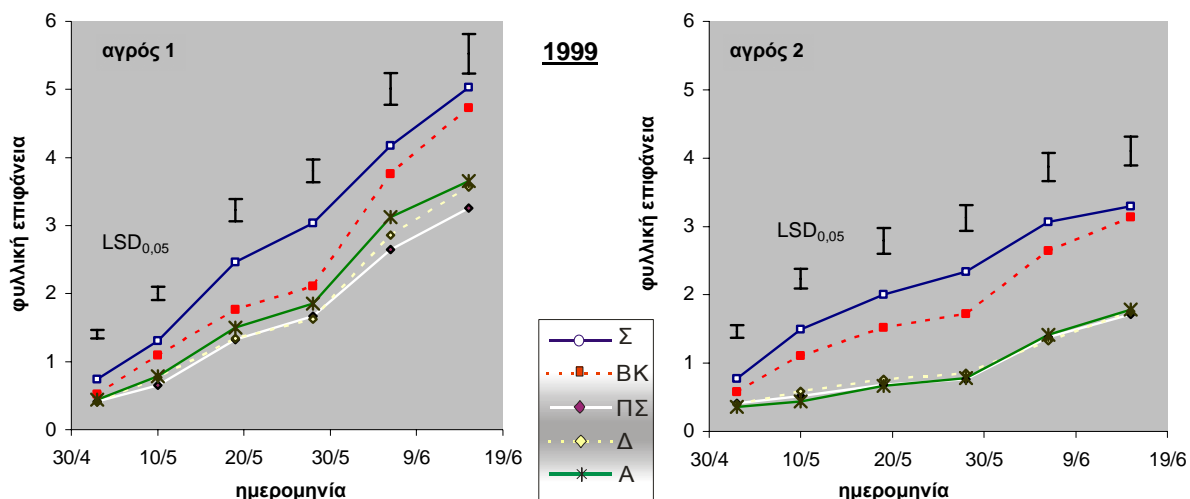 αγρός 1
φυλλική επιφάνεια
6
5
4
3
2
1
0
LSD0,05
30/4 10/5 20/5 30/5 9/6 19/6
ημερομηνία
1999
Σ
ΒΚ
ΠΣ
Δ
Α
αγρός 2
φυλλική επιφάνεια
6
5
4
3
2
1
0
LSD0,05
30/4 10/5 20/5 30/5 9/6 19/6
ημερομηνία